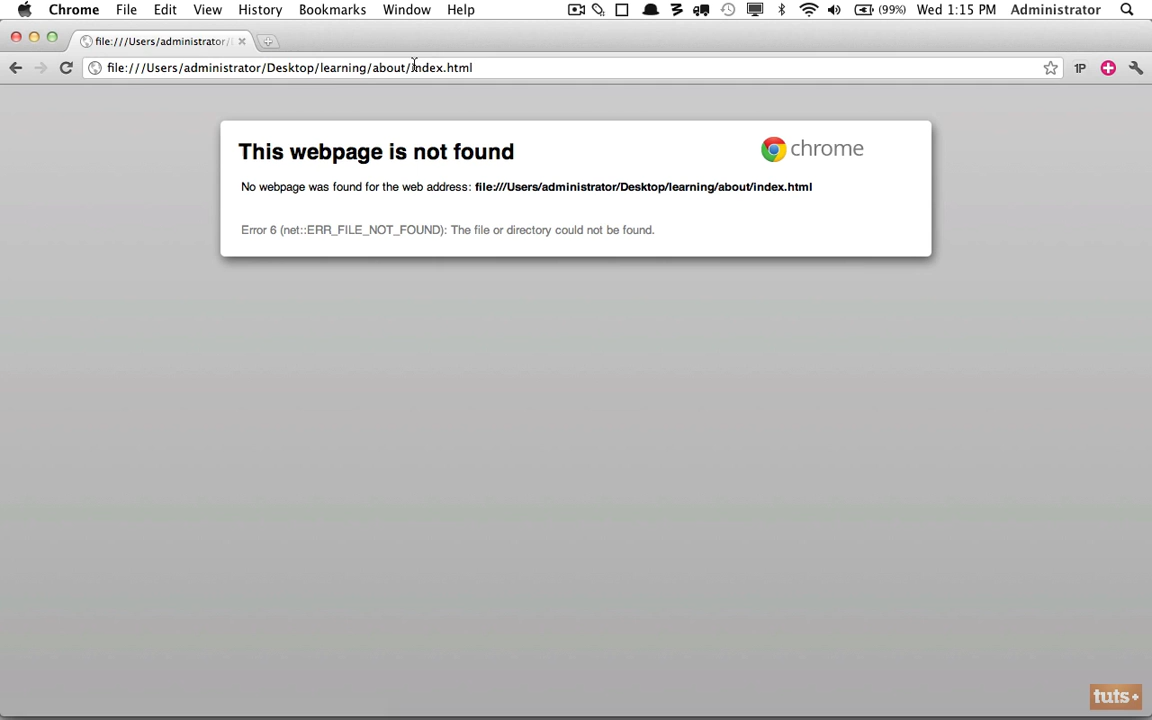 Chrome File Edit View History Bookmarks Window Help (99%) Wed 1:15 PM Administrator
file:///Users/administrator/
file:///Users/administrator/Desktop/learning/about/index.html 1P
This webpage is not found
chrome
No webpage was found for the web address: file:///Users/administrator/Desktop/learning/about/index.html
Error 6 (net::ERR_FILE_NOT_FOUND): The file or directory could not be found.
tuts+